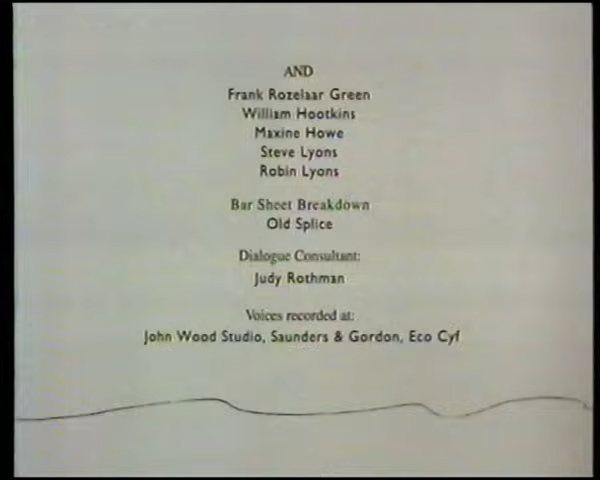 AND
Frank Rozelaar Green
William Hootkins
Maxine Howe
Steve Lyons
Robin Lyons
Bar Sheet Breakdown
Old Splice
Dialogue Consultant:
Judy Rothman
Voices recorded at:
John Wood Studio, Saunders & Gordon, Eco Cyf